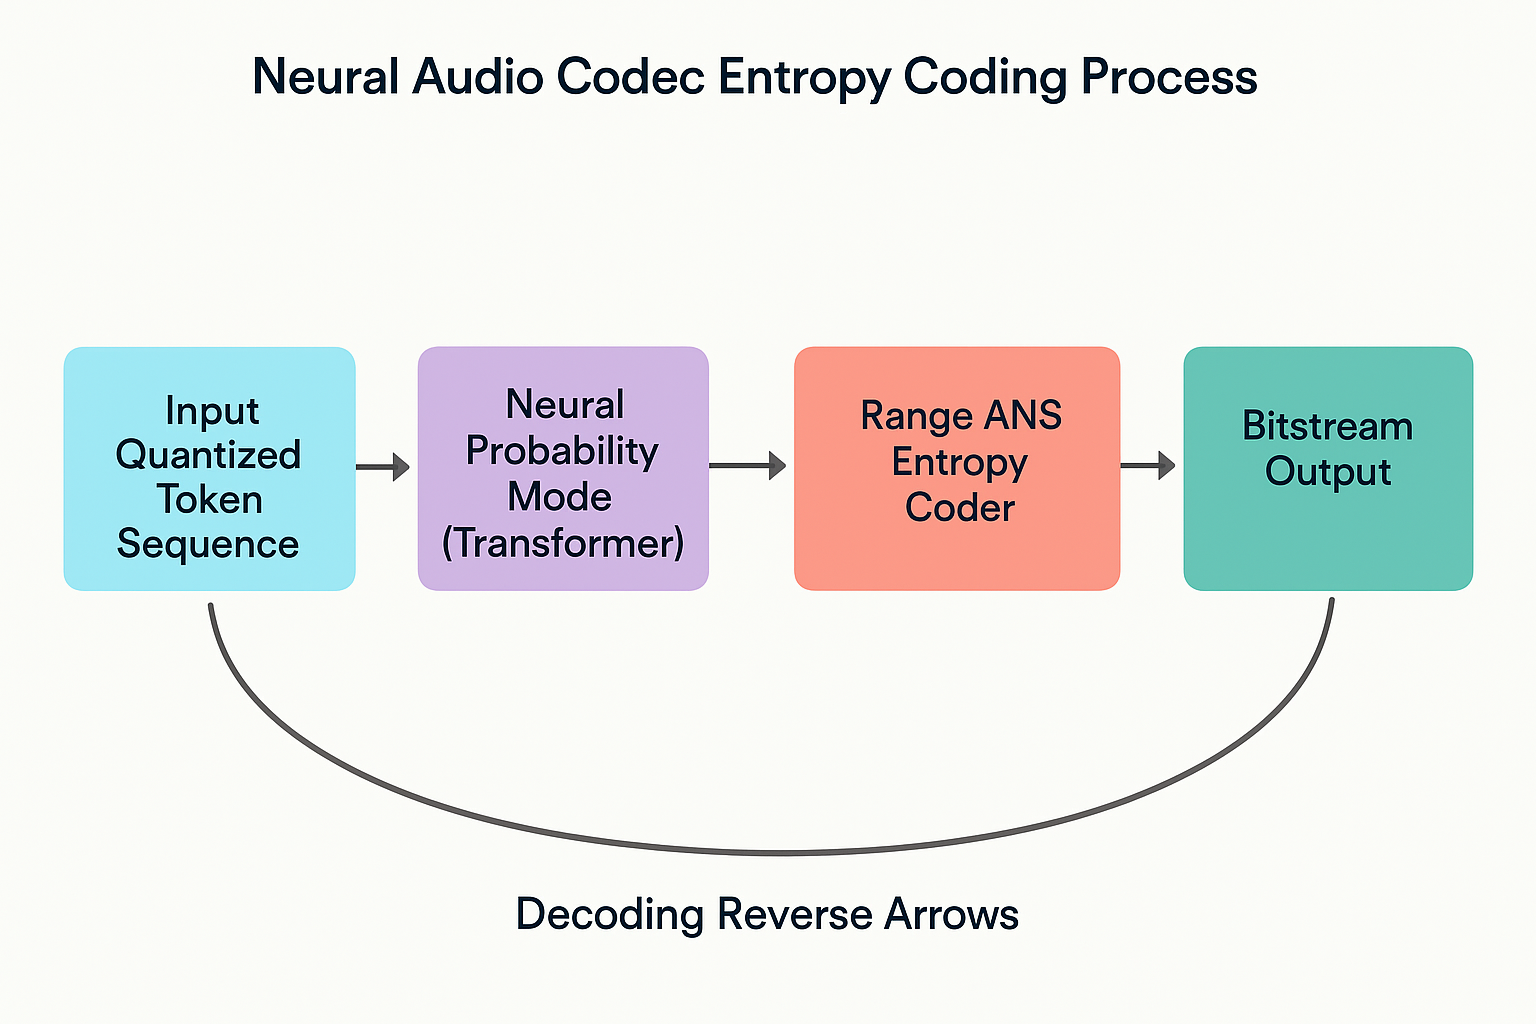 Neural Audio Codec Entropy Coding Process
Input
Quantized
Token
Sequence
Neural
Probability
Mode
(Transformer)
Range ANS
Entropy
Coder
Bitstream
Output
Decoding Reverse Arrows